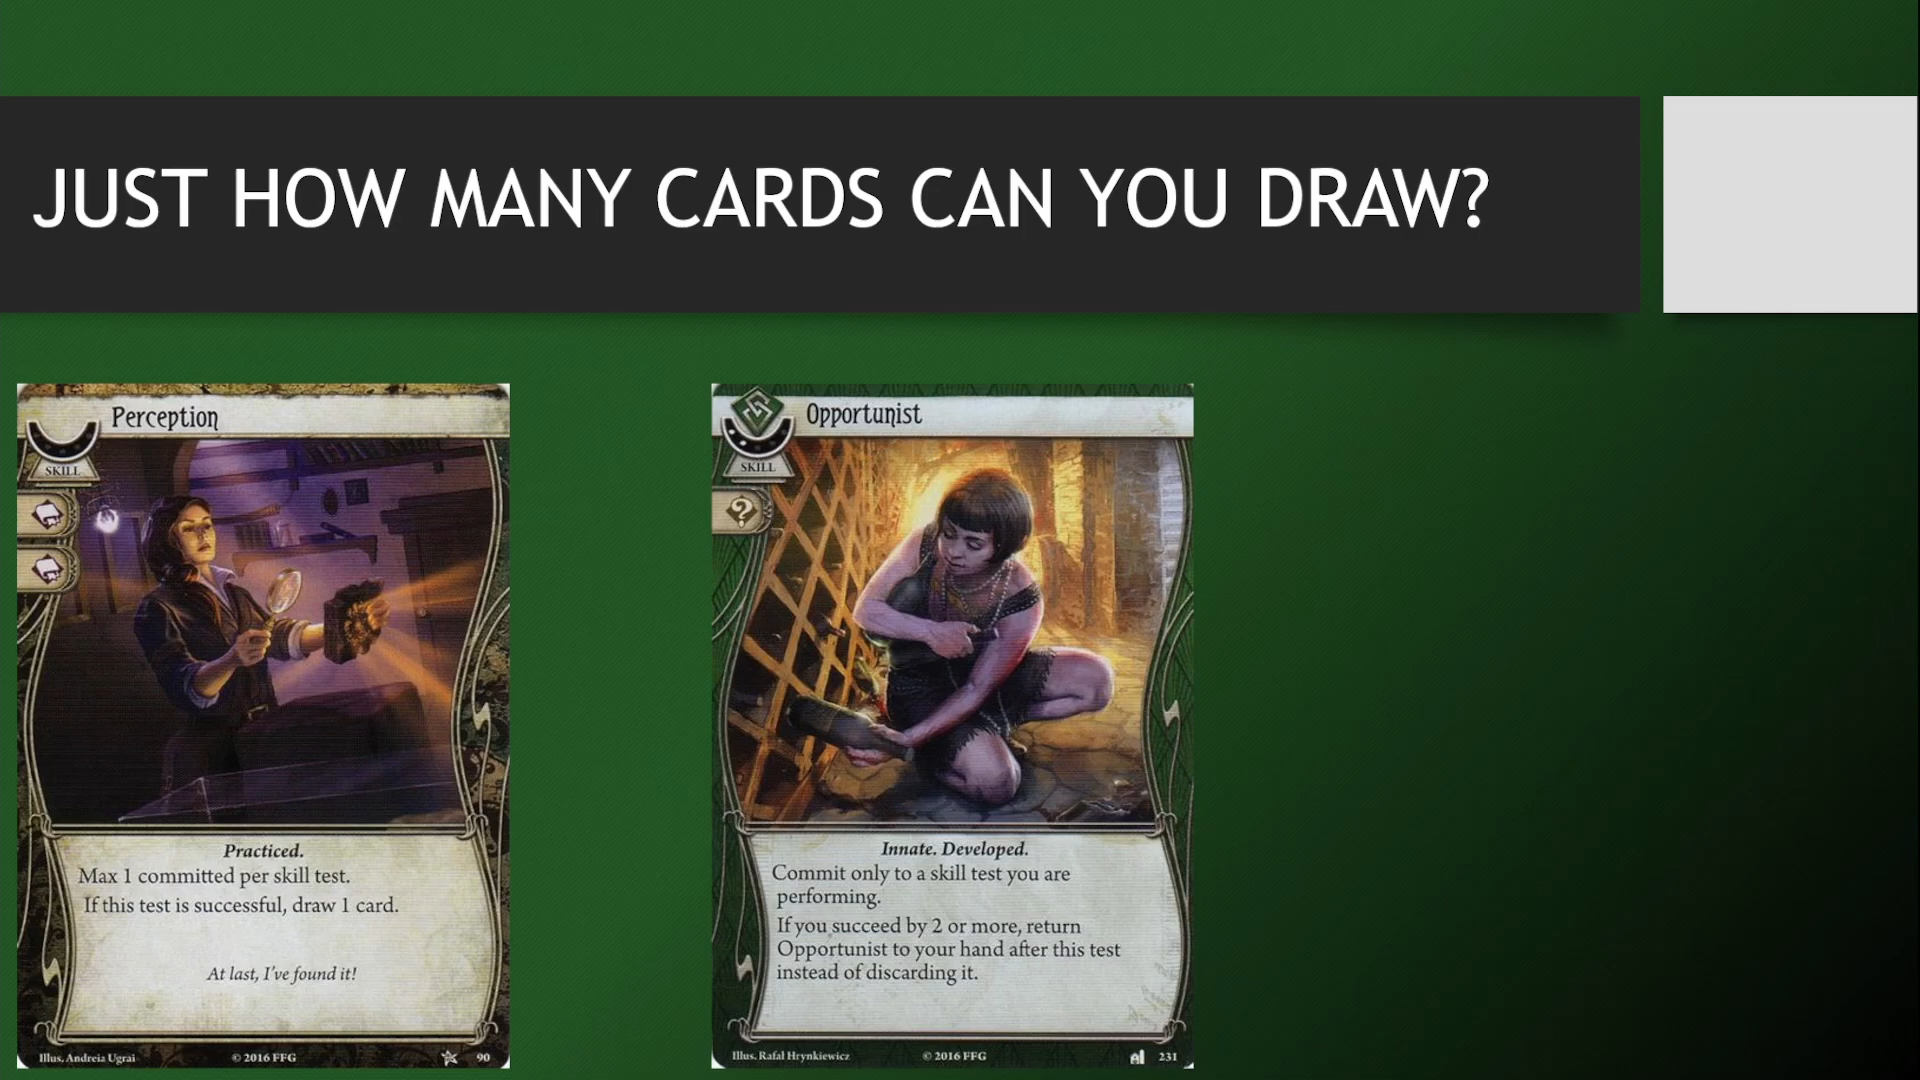 JUST HOW MANY CARDS CAN YOU DRAW?
Perception
SKILL
Practiced.
Max 1 committed per skill test.
If this test is successful, draw 1 card.
At last, I've found it!
Illus. Andreia Ugrai © 2016 FFG 90
Opportunist
SKILL
?
Innate. Developed.
Commit only to a skill test you are
performing.
If you succeed by 2 or more, return
Opportunist to your hand after this test
instead of discarding it.
Illus. Rafał Hrynkiewicz © 2016 FFG 231